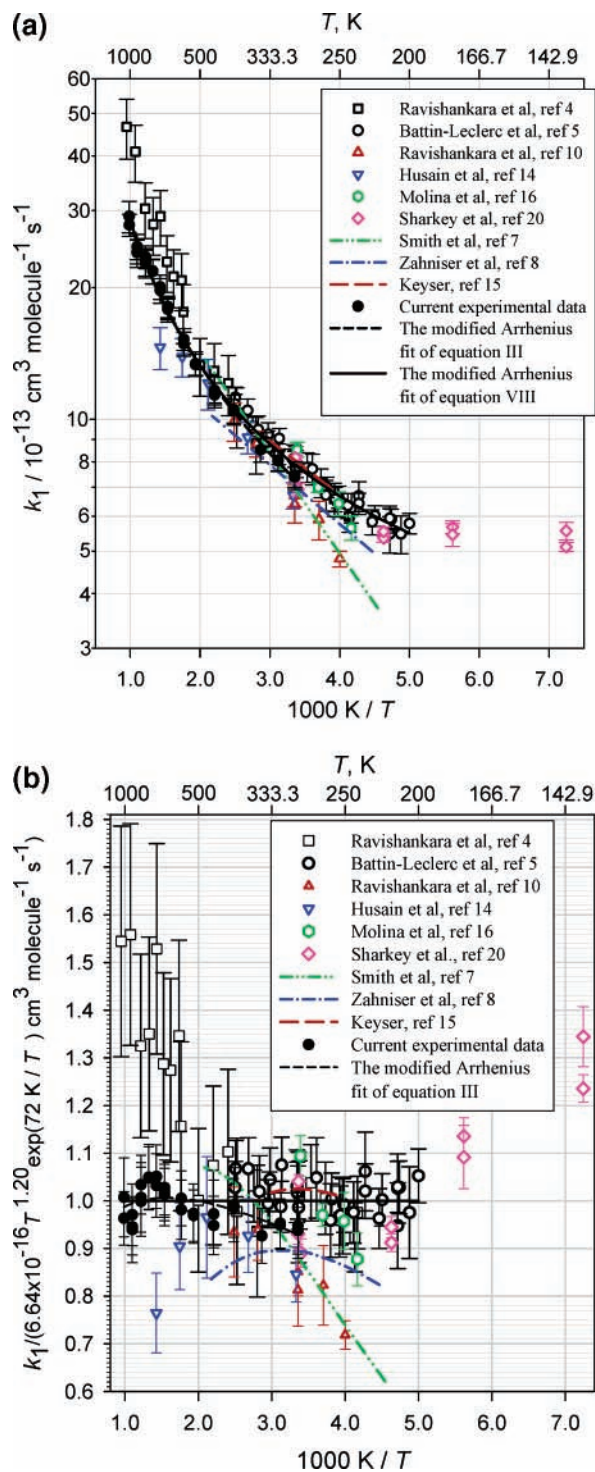 (a)
T, K
1000 500 333.3 250 200 166.7 142.9
60
50
40
30
20
10
8
6
5
4
3
k1 / 10−13 cm3 molecule−1 s−1
Ravishankara et al, ref 4
Battin-Leclerc et al, ref 5
Ravishankara et al, ref 10
Husain et al, ref 14
Molina et al, ref 16
Sharkey et al, ref 20
Smith et al, ref 7
Zahniser et al, ref 8
Keyser, ref 15
Current experimental data
The modified Arrhenius
fit of equation III
The modified Arrhenius
fit of equation VIII
1.0 2.0 3.0 4.0 5.0 6.0 7.0
1000 K / T
(b)
T, K
1000 500 333.3 250 200 166.7 142.9
1.8
1.7
1.6
1.5
1.4
1.3
1.2
1.1
1.0
0.9
0.8
0.7
0.6
k1/(6.64x10−16T1.20exp(72 K / T ) cm3 molecule−1 s−1)
Ravishankara et al, ref 4
Battin-Leclerc et al, ref 5
Ravishankara et al, ref 10
Husain et al, ref 14
Molina et al, ref 16
Sharkey et al., ref 20
Smith et al, ref 7
Zahniser et al, ref 8
Keyser, ref 15
Current experimental data
The modified Arrhenius
fit of equation III
1.0 2.0 3.0 4.0 5.0 6.0 7.0
1000 K / T